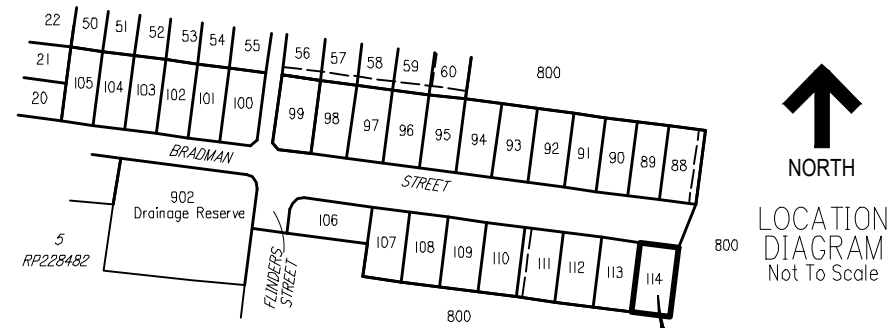 22 50 51 52 53 54 55 56 57 58 59 60 800
21
20 105 104 103 102 101 100 99 98 97 96 95 94 93 92 91 90 89 88
NORTH
BRADMAN STREET
902
Drainage Reserve
5
RP228482
FLINDERS
STREET
106 107 108 109 110 111 112 113 114
800
800
LOCATION
DIAGRAM
Not To Scale